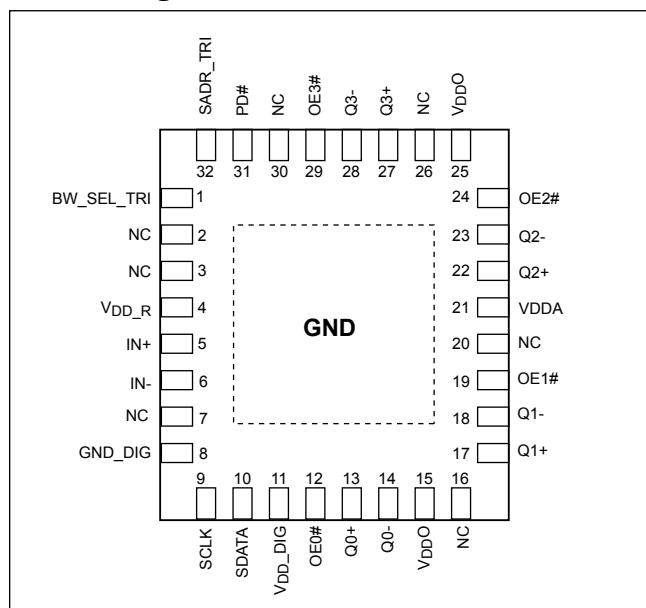 SADR_TRI
PD#
NC
OE3#
Q3-
Q3+
NC
VDDO
32
31
30
29
28
27
26
25
BW_SEL_TRI 1
NC 2
NC 3
VDD_R 4
IN+ 5
IN- 6
NC 7
GND_DIG 8
GND
24 OE2#
23 Q2-
22 Q2+
21 VDDA
20 NC
19 OE1#
18 Q1-
17 Q1+
9
10
11
12
13
14
15
16
SCLK
SDATA
VDD_DIG
OE0#
Q0+
Q0-
VDDO
NC